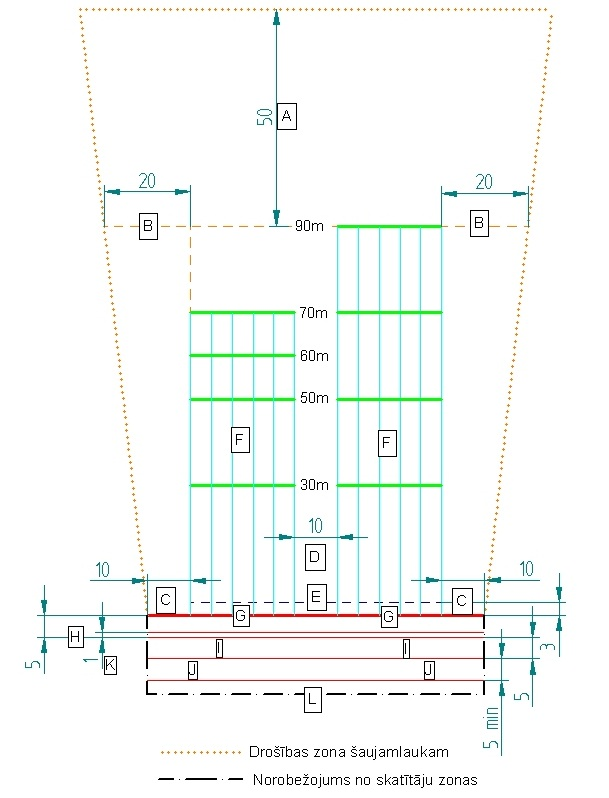 50
A
20
20
B
B
90m
70m
60m
50m
F
F
30m
10
D
10
10
E
C
C
G
G
H
5
1
K
I
I
3
J
J
5
L
5 min
Drošības zona šaujamlaukam
Norobežojums no skatītāju zonas